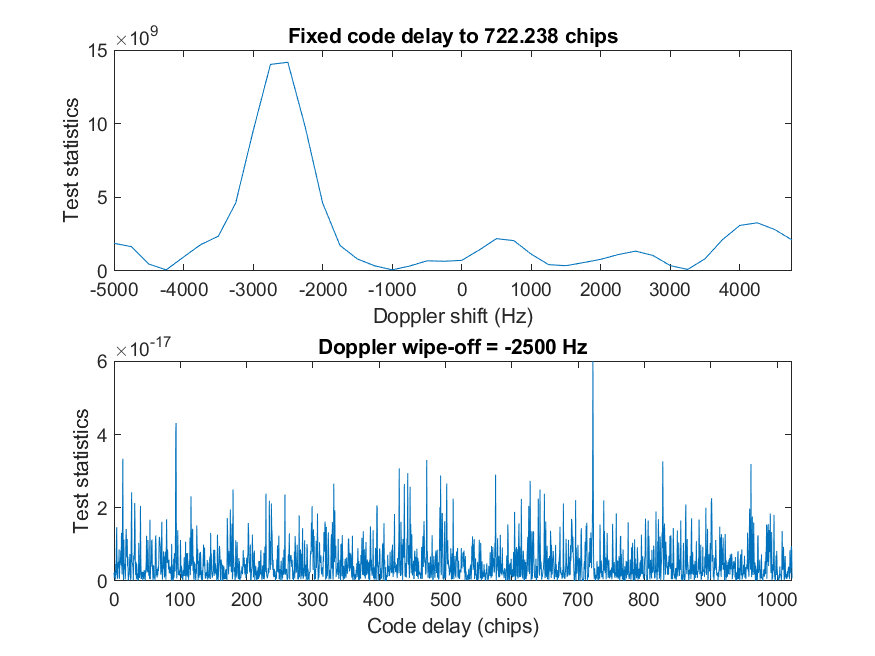 Fixed code delay to 722.238 chips
×10^9
15
10
5
0
Test statistics
-5000 -4000 -3000 -2000 -1000 0 1000 2000 3000 4000
Doppler shift (Hz)
Doppler wipe-off = -2500 Hz
×10^-17
6
4
2
0
Test statistics
0 100 200 300 400 500 600 700 800 900 1000
Code delay (chips)